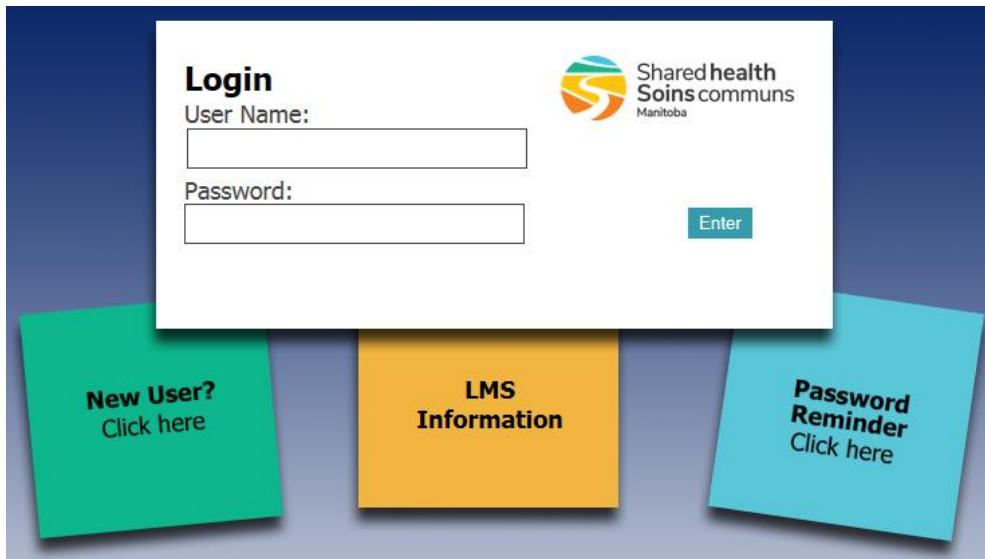 Login
User Name:
Password:
Shared health
Soins communs
Manitoba
Enter
New User?
Click here
LMS
Information
Password
Reminder
Click here